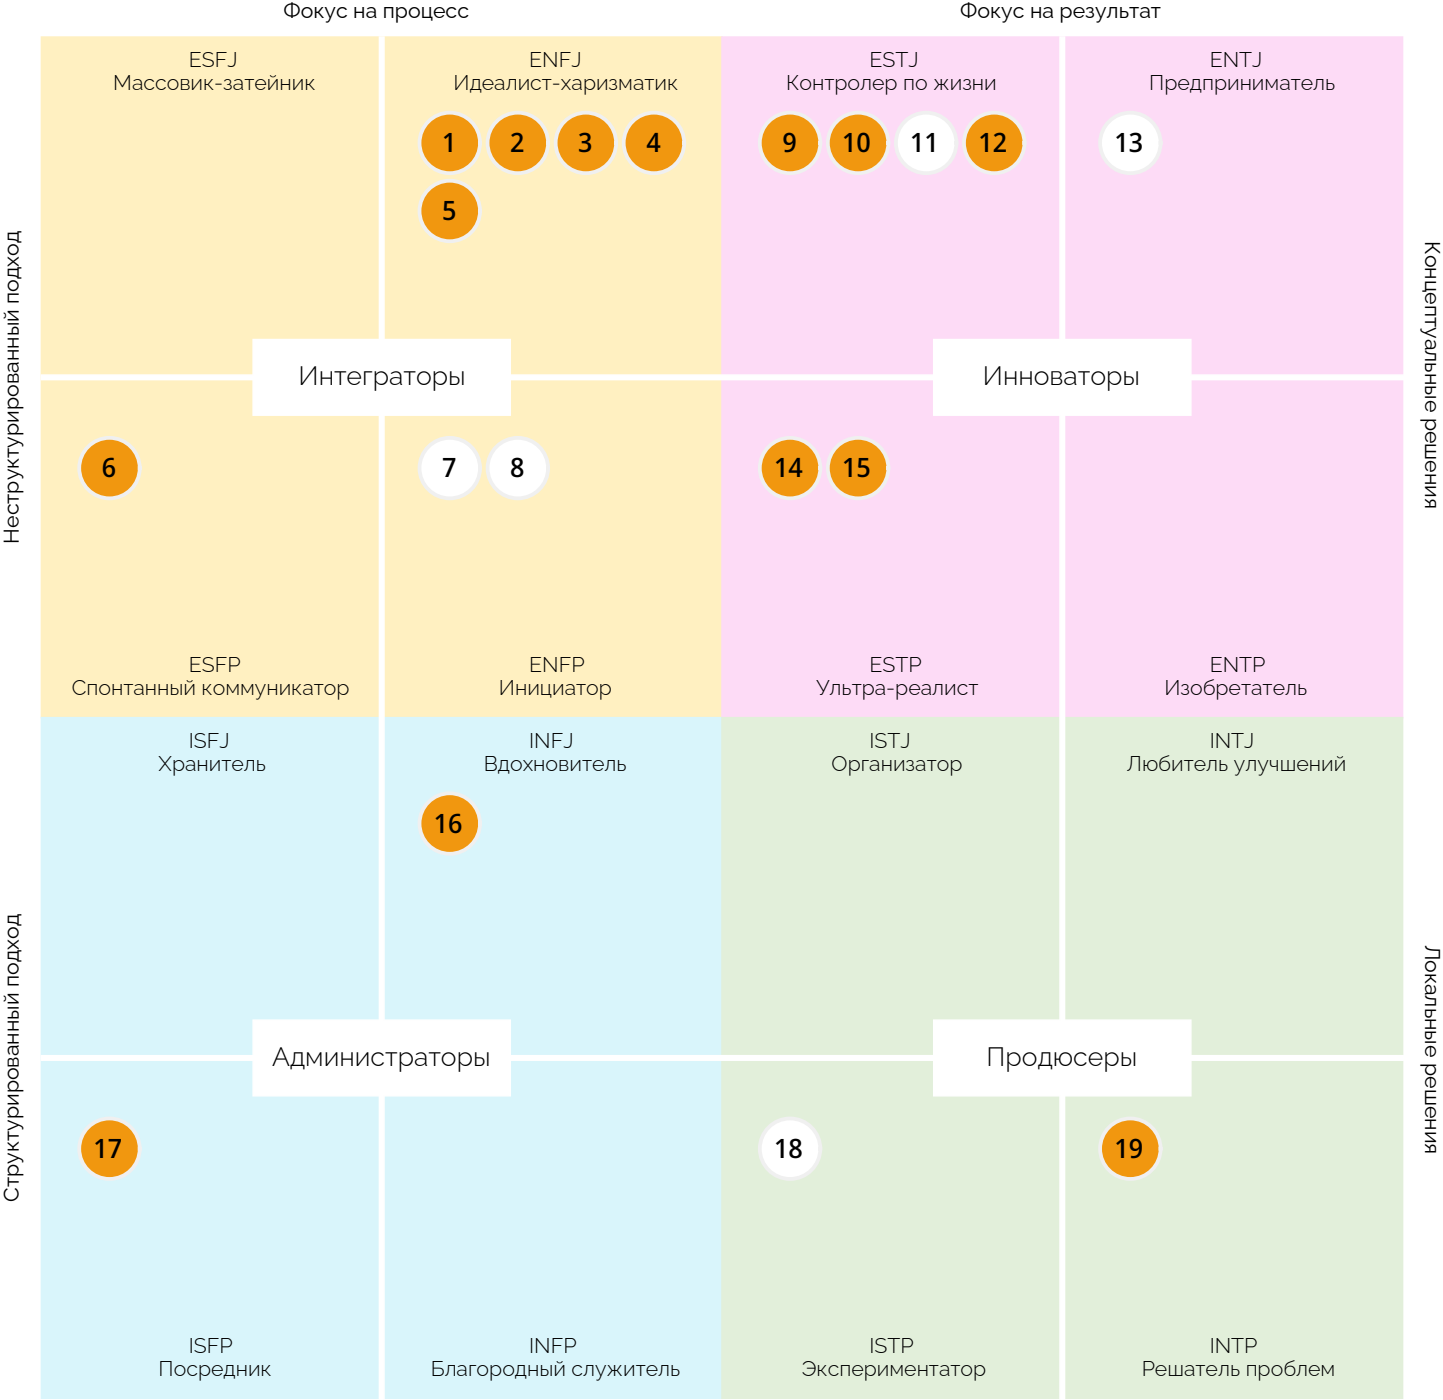 Фокус на процесс
Фокус на результат
ESFJ
Массовик-затейник
ENFJ
Идеалист-харизматик
ESTJ
Контролер по жизни
ENTJ
Предприниматель
1 2 3 4
5
9 10 11 12
13
Неструктурированный подход
Концептуальные решения
Интеграторы
Инноваторы
6
7 8
14 15
ESFP
Спонтанный коммуникатор
ENFP
Инициатор
ESTP
Ультра-реалист
ENTP
Изобретатель
ISFJ
Хранитель
INFJ
Вдохновитель
ISTJ
Организатор
INTJ
Любитель улучшений
16
Структурированный подход
Локальные решения
Администраторы
Продюсеры
17
18
19
ISFP
Посредник
INFP
Благородный служитель
ISTP
Экспериментатор
INTP
Решатель проблем